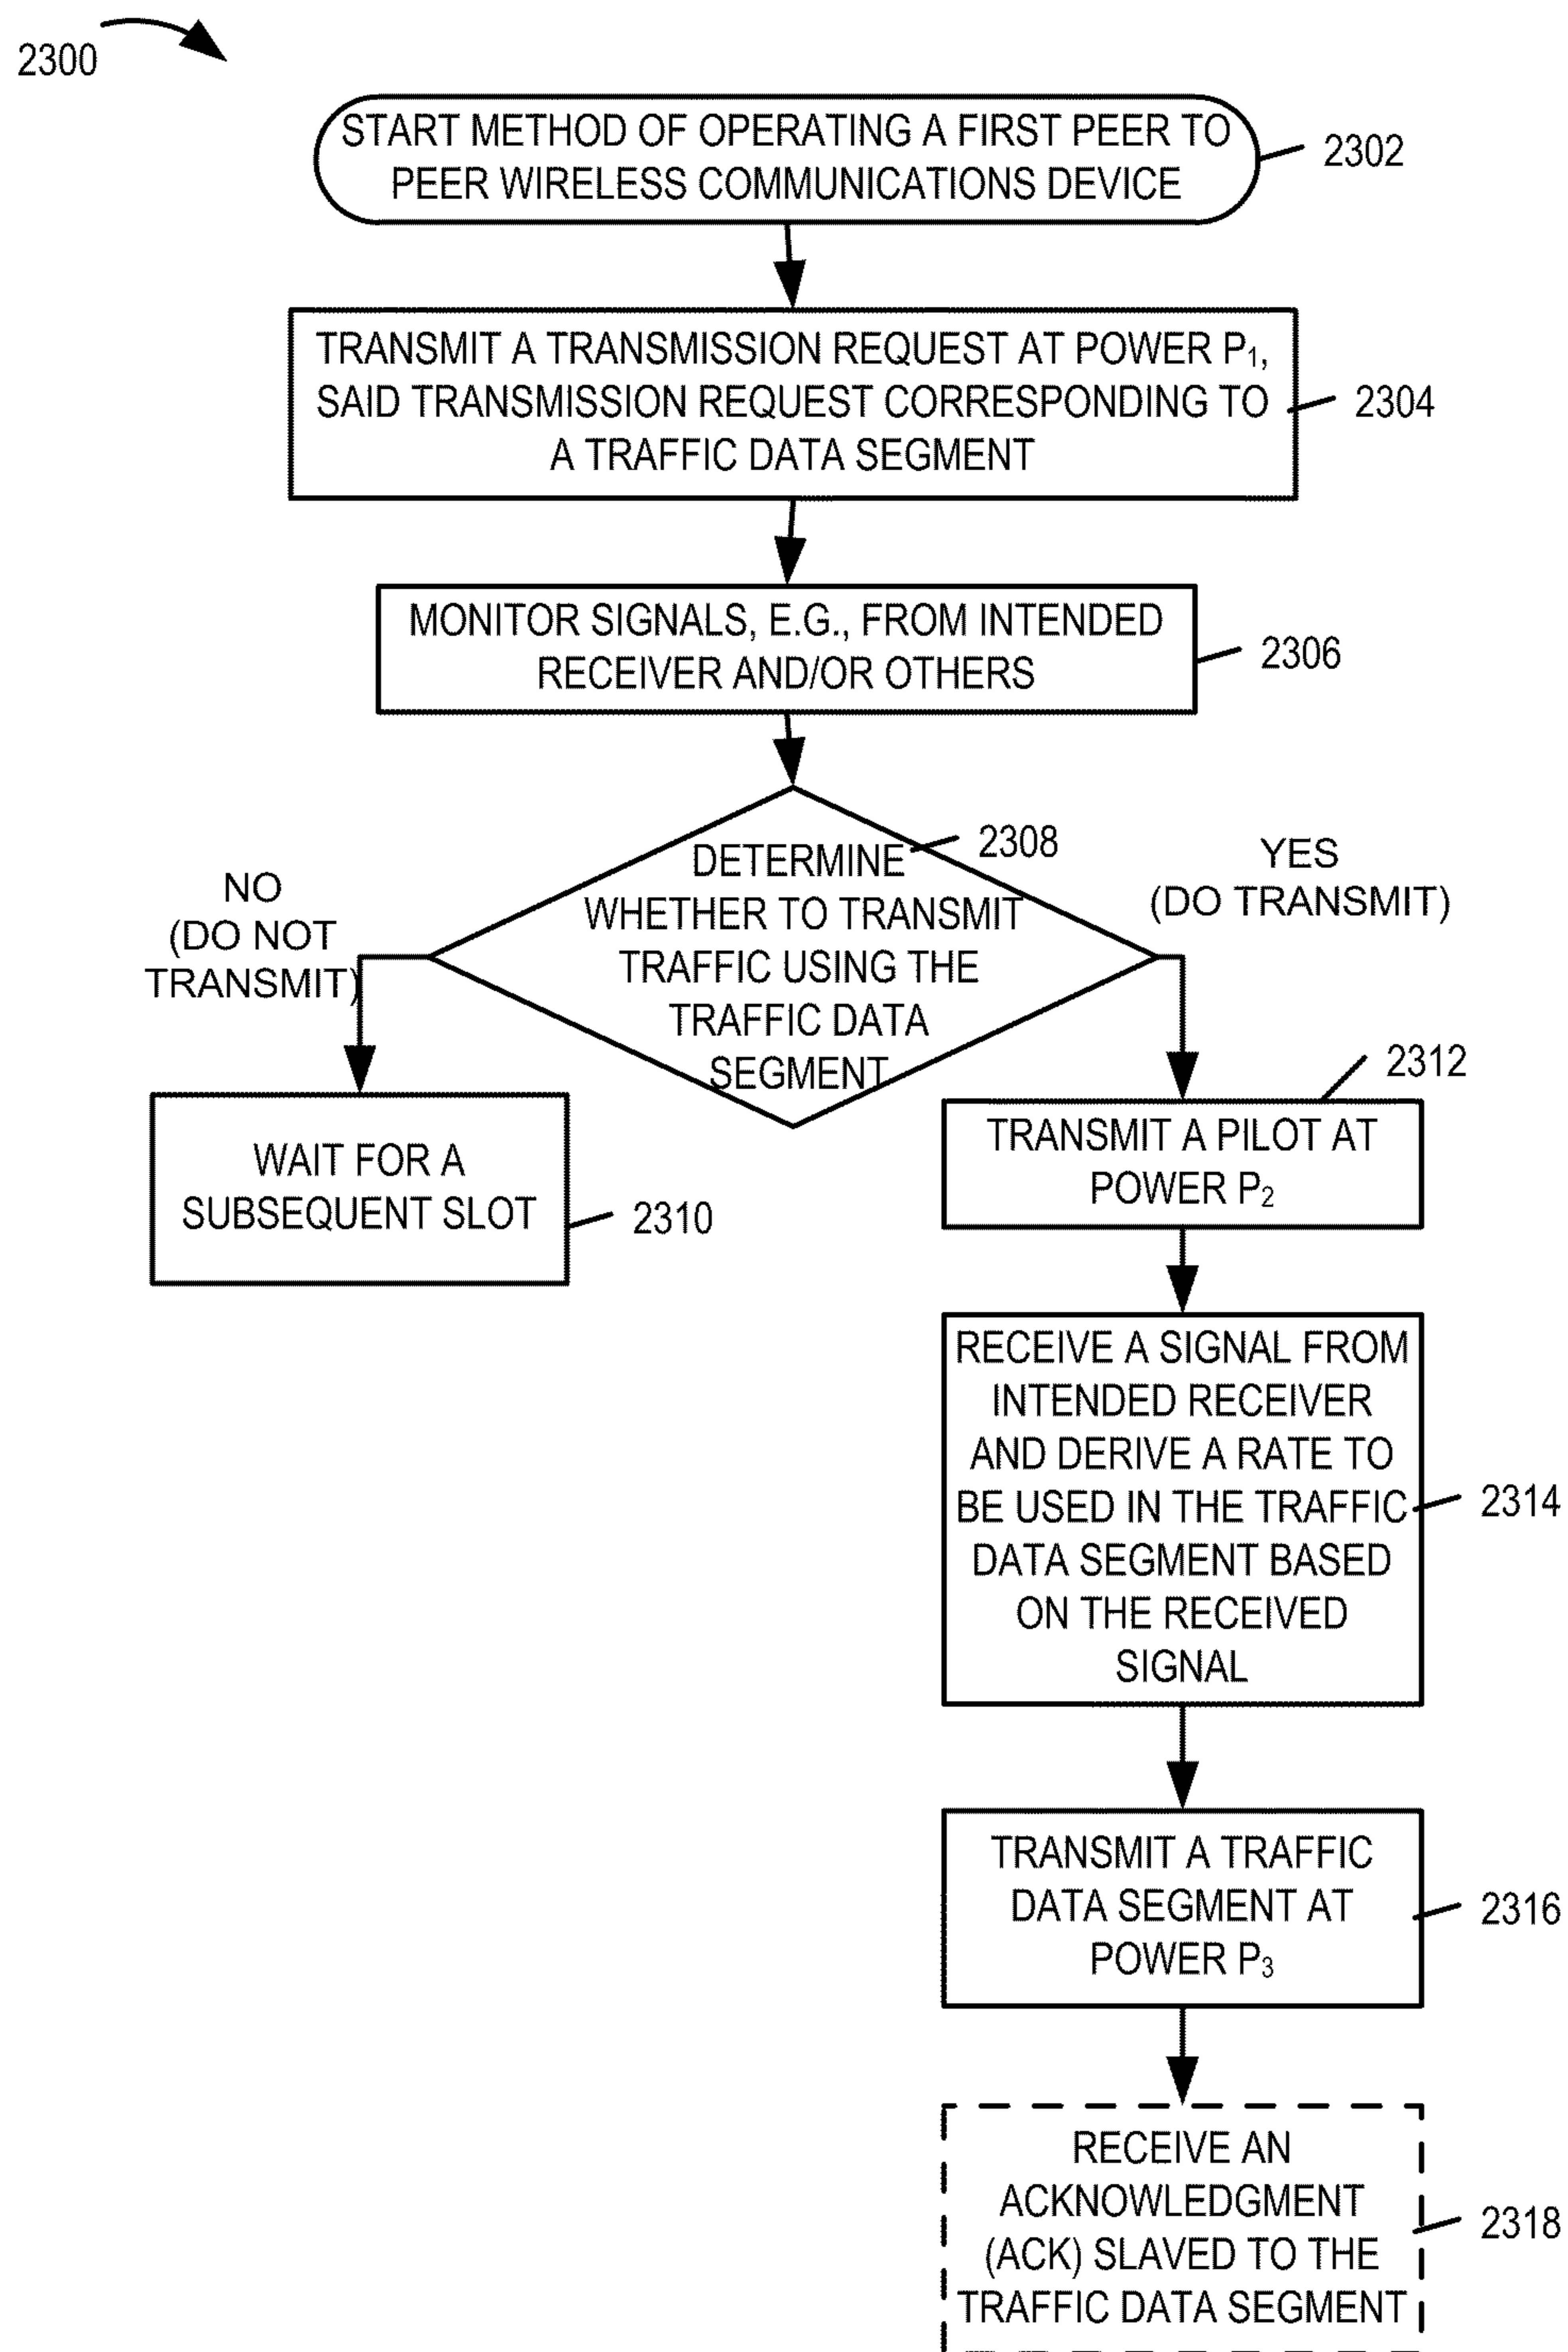 2300
START METHOD OF OPERATING A FIRST PEER TO
PEER WIRELESS COMMUNICATIONS DEVICE
2302
TRANSMIT A TRANSMISSION REQUEST AT POWER P₁,
SAID TRANSMISSION REQUEST CORRESPONDING TO
A TRAFFIC DATA SEGMENT
2304
MONITOR SIGNALS, E.G., FROM INTENDED
RECEIVER AND/OR OTHERS
2306
DETERMINE
WHETHER TO TRANSMIT
TRAFFIC USING THE
TRAFFIC DATA
SEGMENT
2308
NO
(DO NOT
TRANSMIT)
YES
(DO TRANSMIT)
WAIT FOR A
SUBSEQUENT SLOT
2310
2312
TRANSMIT A PILOT AT
POWER P₂
RECEIVE A SIGNAL FROM
INTENDED RECEIVER
AND DERIVE A RATE TO
BE USED IN THE TRAFFIC
DATA SEGMENT BASED
ON THE RECEIVED
SIGNAL
2314
TRANSMIT A TRAFFIC
DATA SEGMENT AT
POWER P₃
2316
RECEIVE AN
ACKNOWLEDGMENT
(ACK) SLAVED TO THE
TRAFFIC DATA SEGMENT
2318